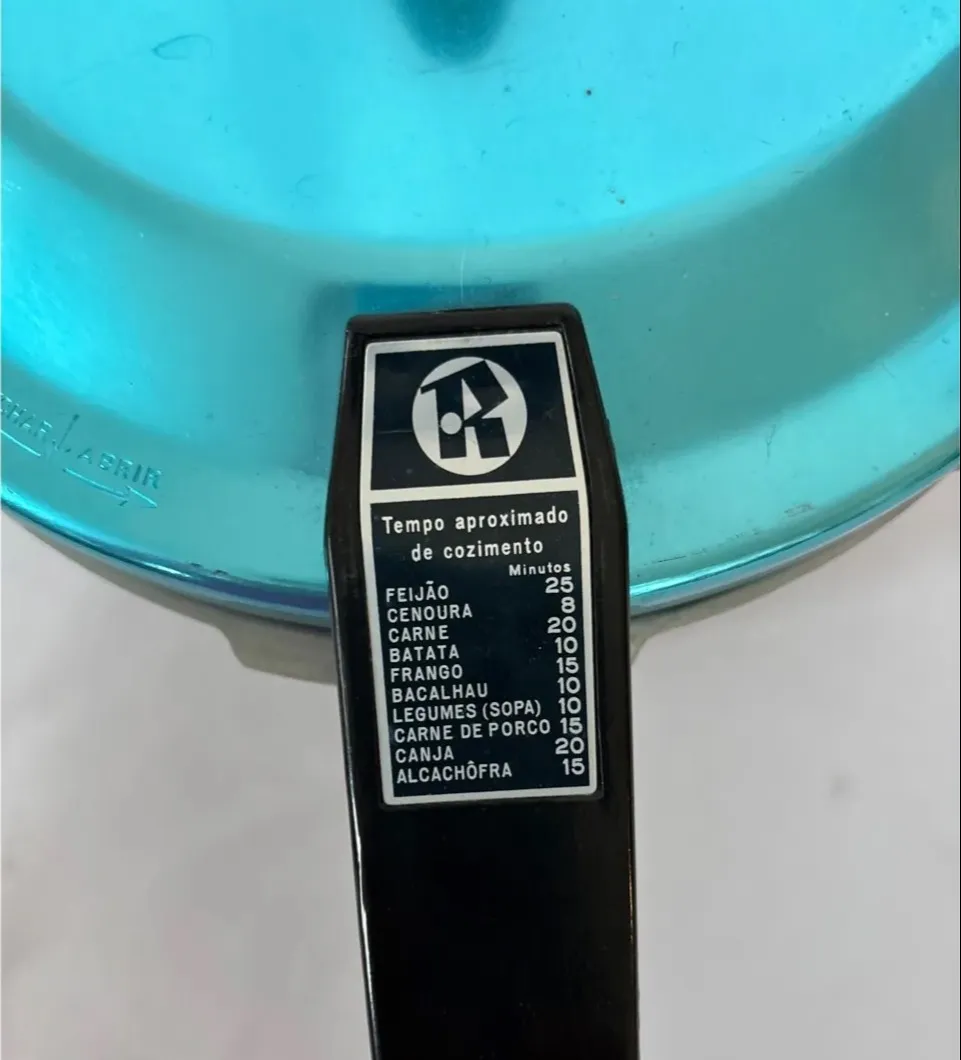 ABRIR
Tempo aproximado
de cozimento
Minutos
FEIJÃO 25
CENOURA 8
CARNE 20
BATATA 10
FRANGO 15
BACALHAU 10
LEGUMES (SOPA) 10
CARNE DE PORCO 15
CANJA 20
ALCACHÔFRA 15